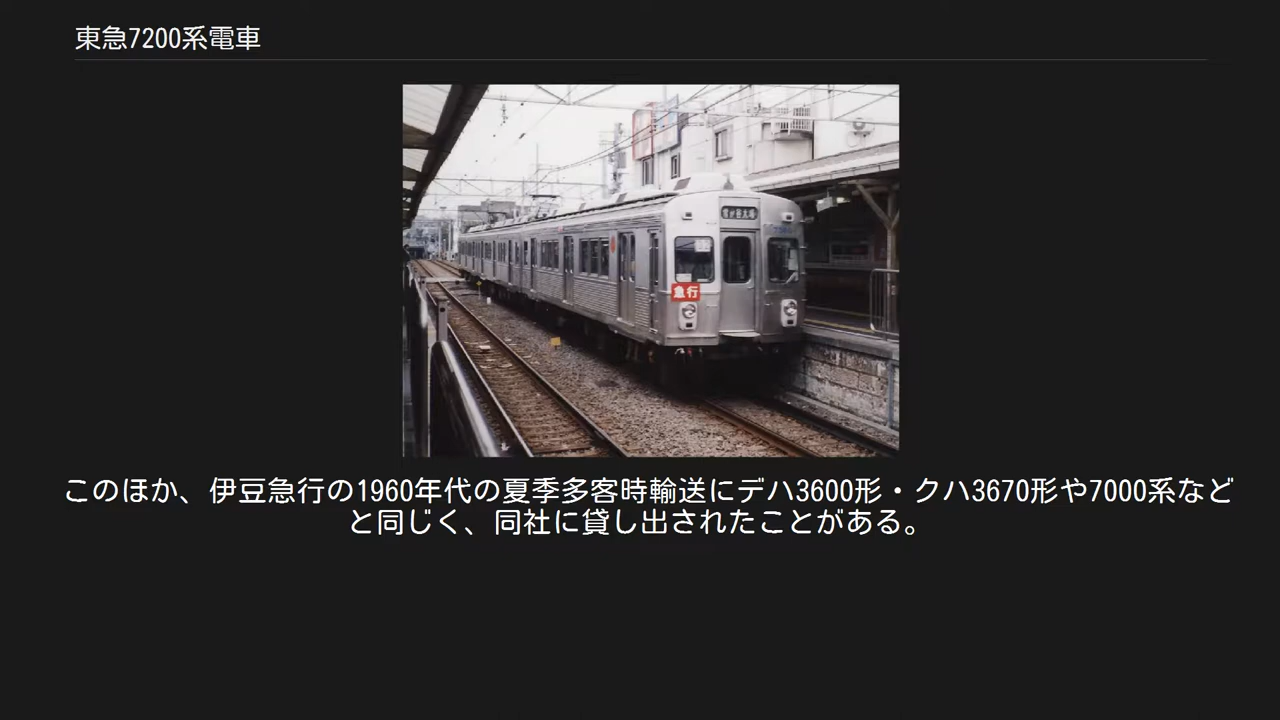 東急7200系電車
急行
このほか、伊豆急行の1960年代の夏季多客時輸送にデハ3600形・クハ3670形や7000系など
と同じく、同社に貸し出されたことがある。